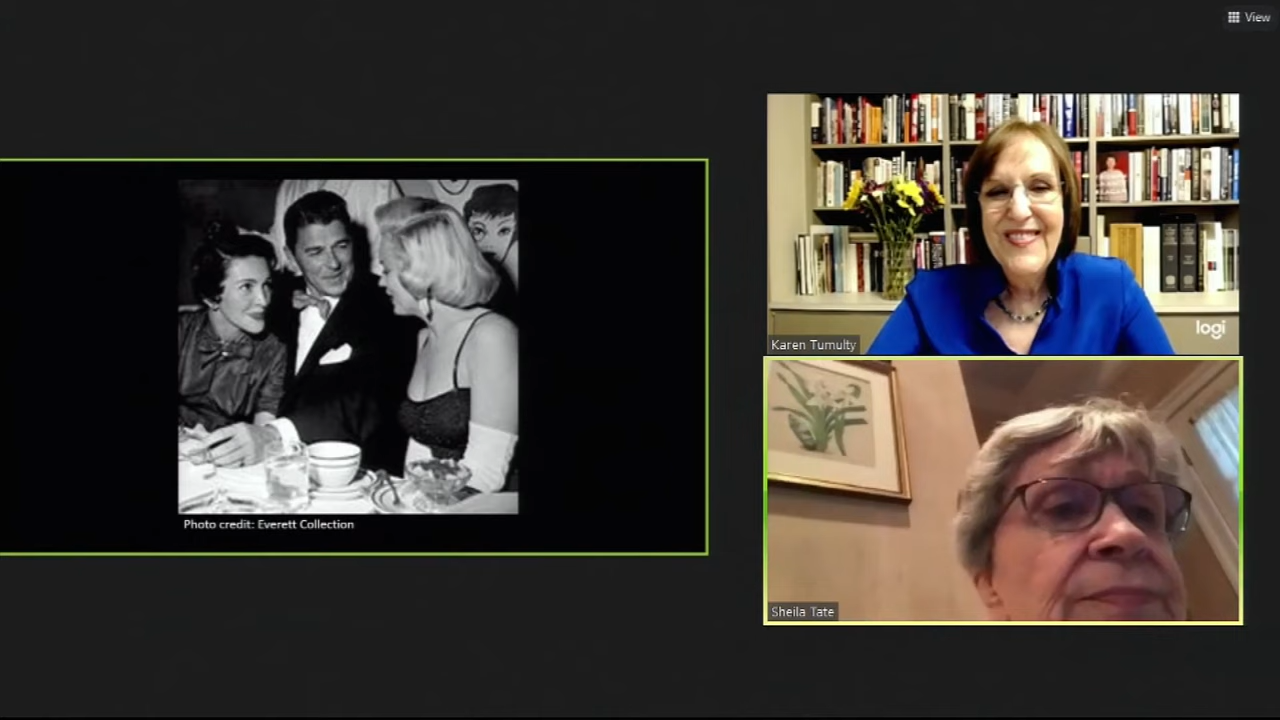 View
Photo credit: Everett Collection
Karen Tumulty
logi
Sheila Tate